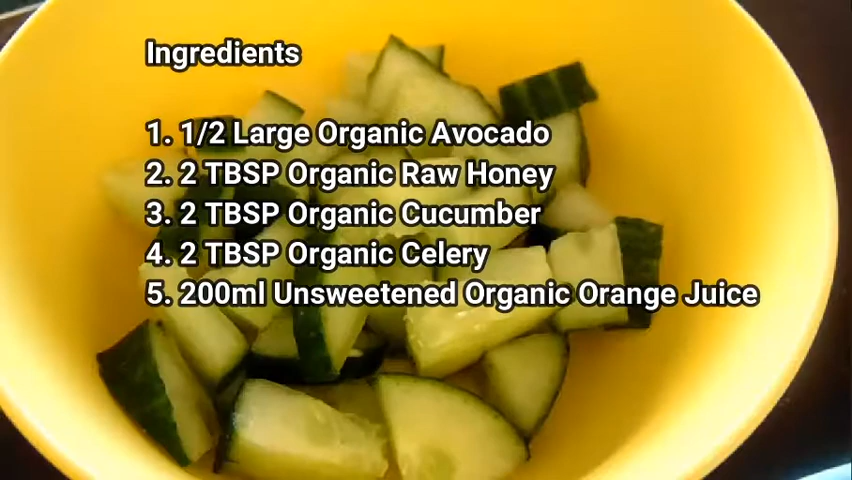 Ingredients
1. 1/2 Large Organic Avocado
2. 2 TBSP Organic Raw Honey
3. 2 TBSP Organic Cucumber
4. 2 TBSP Organic Celery
5. 200ml Unsweetened Organic Orange Juice